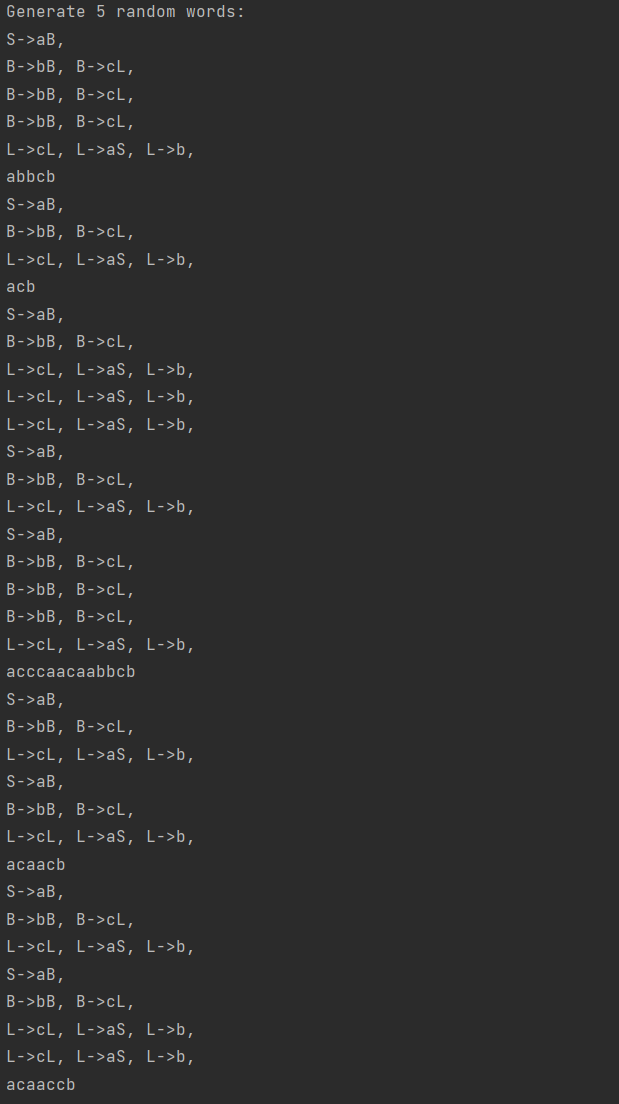 Generate 5 random words:
S->aB,
B->bB, B->cL,
B->bB, B->cL,
B->bB, B->cL,
L->cL, L->aS, L->b,
abbcb
S->aB,
B->bB, B->cL,
L->cL, L->aS, L->b,
acb
S->aB,
B->bB, B->cL,
L->cL, L->aS, L->b,
L->cL, L->aS, L->b,
L->cL, L->aS, L->b,
S->aB,
B->bB, B->cL,
L->cL, L->aS, L->b,
S->aB,
B->bB, B->cL,
B->bB, B->cL,
B->bB, B->cL,
L->cL, L->aS, L->b,
acccaacaabbcb
S->aB,
B->bB, B->cL,
L->cL, L->aS, L->b,
S->aB,
B->bB, B->cL,
L->cL, L->aS, L->b,
acaacb
S->aB,
B->bB, B->cL,
L->cL, L->aS, L->b,
S->aB,
B->bB, B->cL,
L->cL, L->aS, L->b,
L->cL, L->aS, L->b,
acaaccb